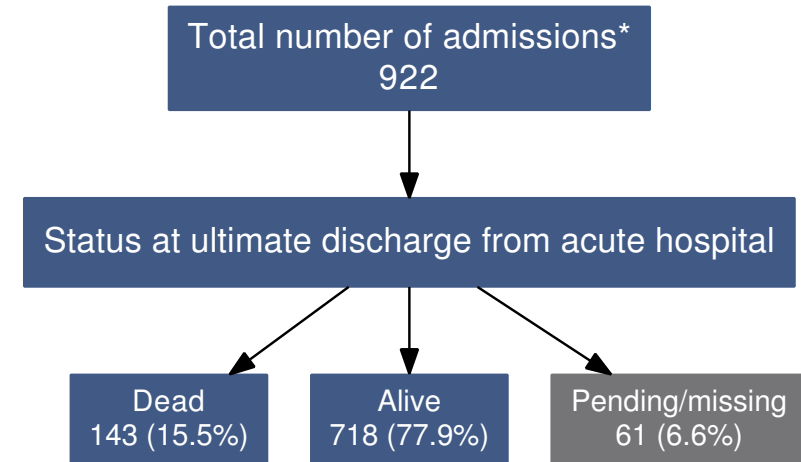 Total number of admissions*
922
Status at ultimate discharge from acute hospital
Dead
143 (15.5%)
Alive
718 (77.9%)
Pending/missing
61 (6.6%)